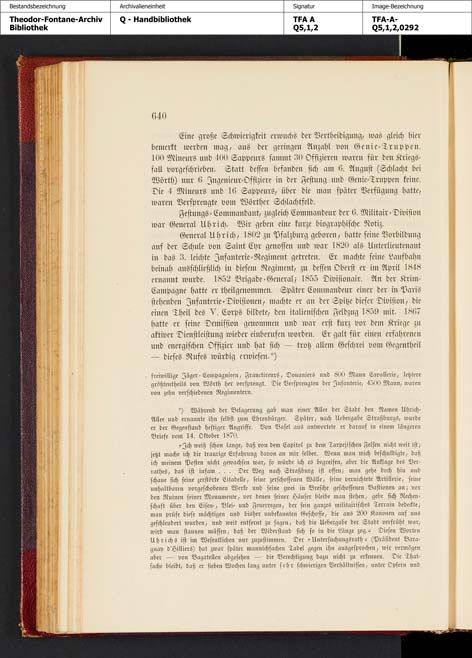 Bestandsbezeichnung
Archivalieneinheit
Signatur
Image-Bezeichnung
Theodor-Fontane-Archiv
Bibliothek
Q - Handbibliothek
TFA A
Q5,1,2
TFA-A-
Q5,1,2,0292
640
Eine große Schwierigkeit erwuchs der Vertheidigung, was gleich hier
bemerkt werden mag, aus der geringen Anzahl von Genie-Truppen.
100 Mineurs und 400 Sappeurs sammt 30 Offizieren waren für den Kriegs-
fall vorgeschrieben. Statt dessen befanden sich am 6. August (Schlacht bei
Wörth) nur 6 Ingenieur-Offiziere in der Festung und Genie-Truppen keine.
Die 4 Mineurs und 16 Sappeurs, über die man später Verfügung hatte,
waren Versprengte vom Wörther Schlachtfeld.
Festungs-Commandant, zugleich Commandeur der 6. Militair-Division
war General Uhrich. Wir geben eine kurze biographische Notiz.
General Uhrich, 1802 zu Pfalzburg geboren, hatte seine Vorbildung
auf der Schule von Saint Cyr genossen und war 1820 als Unterlieutenant
in das 3. leichte Infanterie-Regiment getreten. Er machte seine Laufbahn
beinah ausschließlich in diesem Regiment, zu dessen Oberst er im April 1848
ernannt wurde. 1852 Brigade-General; 1855 Divisionair. An der Krim-
Campagne hatte er theilgenommen. Später Commandeur einer der in Paris
stehenden Infanterie-Divisionen, machte er an der Spitze dieser Division, die
einen Theil des V. Corps bildete, den italienischen Feldzug 1859 mit. 1867
hatte er seine Demission genommen und war erst kurz vor dem Kriege zu
aktiver Dienstleistung wieder einberufen worden. Er galt für einen erfahrenen
und energischen Offizier und hat sich — trotz allem Geschrei vom Gegentheil
— dieses Rufes würdig erwiesen.*)
freiwillige Jäger-Compagnieen, Franctireurs, Douaniers und 800 Mann Cavallerie, letztere
größtentheils von Wörth her versprengt. Die Versprengten der Infanterie, 4500 Mann, waren
von zehn verschiedenen Regimentern.
*) Während der Belagerung gab man einer Allee der Stadt den Namen Uhrich-
Allee und ernannte ihn selbst zum Ehrenbürger. Später, nach Uebergabe Straßburgs, wurde
er der Gegenstand heftiger Angriffe. Von Basel aus antwortete er darauf in einem längeren
Briefe vom 14. Oktober 1870.
»Ich weiß schon lange, daß von dem Capitol zu dem Tarpejischen Felsen nicht weit ist;
jetzt mache ich die traurige Erfahrung davon an mir selber. Wenn man mich beschuldigte, daß
ich meinem Posten nicht gewachsen war, so würde ich es begreifen, aber die Anklage des Ver-
rathes, das ist infam . . . Der Weg nach Straßburg ist offen; man gehe doch hin und
schaue sich seine zerstörte Citadelle, seine zerschossenen Wälle, seine vernichtete Artillerie, seine
unhaltbaren vorgeschobenen Werke und seine zwei in Bresche geschossenen Bastionen an; vor
den Ruinen seiner Monumente, vor denen seiner Häuser bleibe man stehen, gebe sich Rechen-
schaft über den Eisen-, Blei- und Feuerregen, der sein ganzes militairisches Terrain bedeckte,
man prüfe diese mächtigen und bisher unbekannten Geschosse, die aus 200 Kanonen auf uns
geschleudert wurden, und weit entfernt zu sagen, daß die Uebergabe der Stadt verfrüht war,
wird man staunen müssen, daß der Widerstand sich so in die Länge zog.« Diesen Worten
Uhrichs ist im Wesentlichen nur zuzustimmen. Der »Untersuchungsrath« (Präsident Bara-
guay d'Hilliers) hat zwar später mannichfachen Tadel gegen ihn ausgesprochen, wir vermögen
aber — von Bagatellen abgesehen — die Berechtigung dazu nicht zu erkennen. Die That-
sache bleibt, daß er sieben Wochen lang unter sehr schwierigen Verhältnissen, unter Opfern und